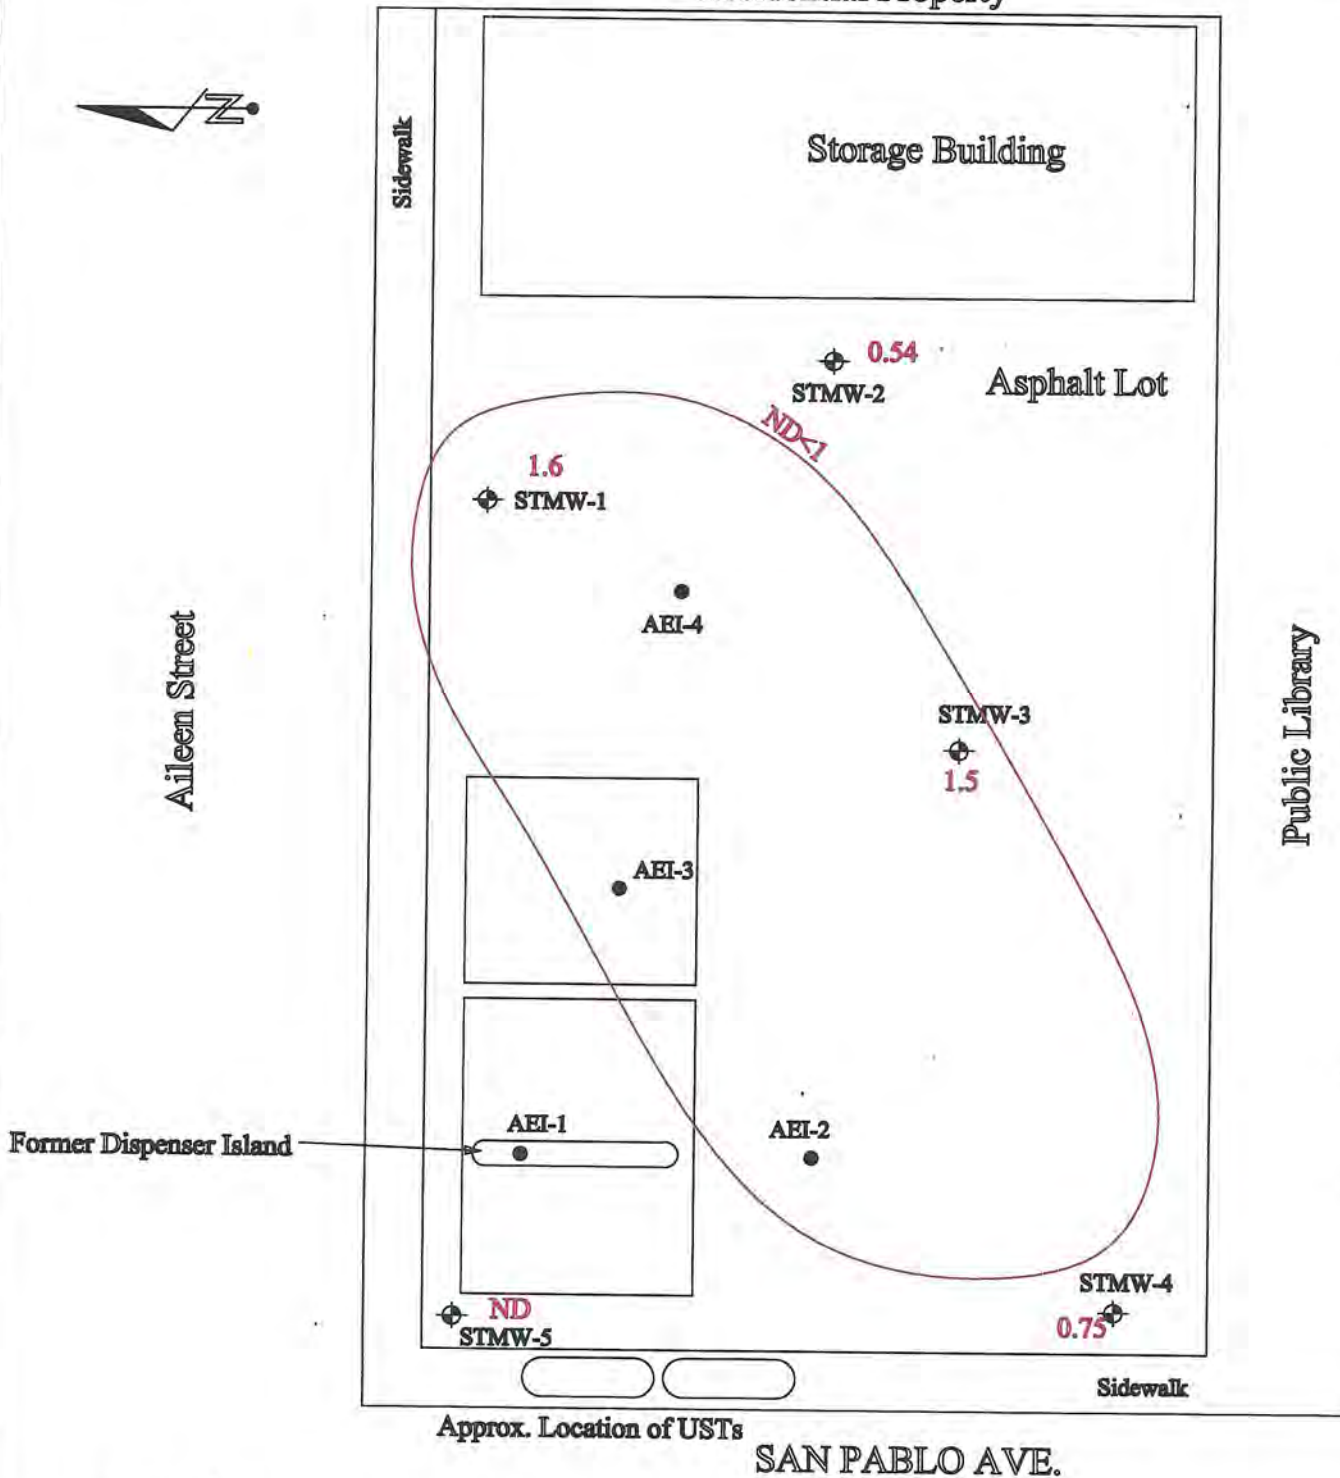 Property
N
Sidewalk
Storage Building
0.54
STMW-2
Asphalt Lot
ND<1
1.6
STMW-1
AEI-4
Aileen Street
STMW-3
1.5
Public Library
AEI-3
AEI-1
Former Dispenser Island
AEI-2
STMW-4
ND
STMW-5
0.75
Sidewalk
Approx. Location of USTs
SAN PABLO AVE.